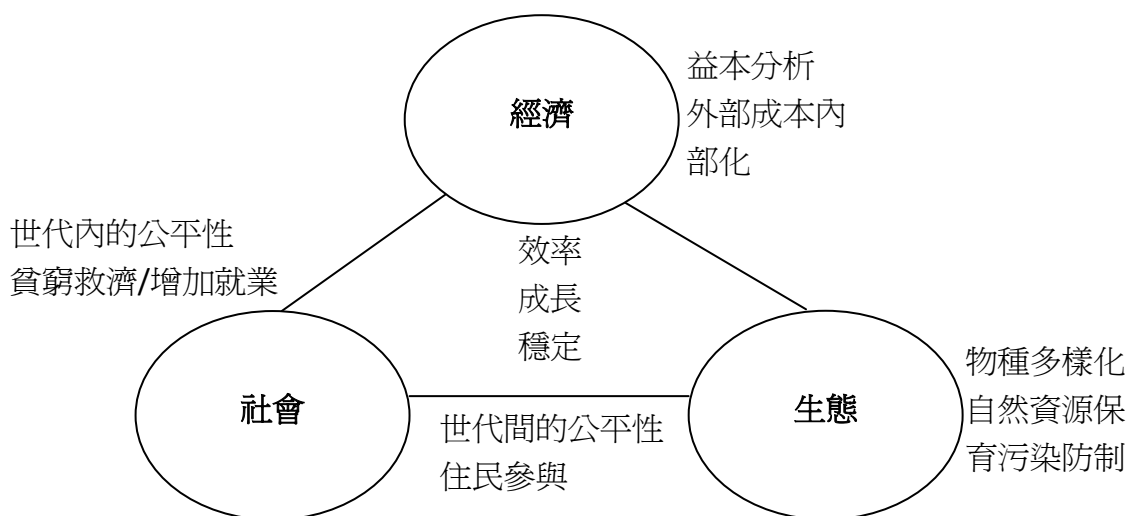 經濟
益本分析
外部成本內
部化
世代內的公平性
貧窮救濟/增加就業
效率
成長
穩定
社會
生態
物種多樣化
自然資源保
育污染防制
世代間的公平性
住民參與